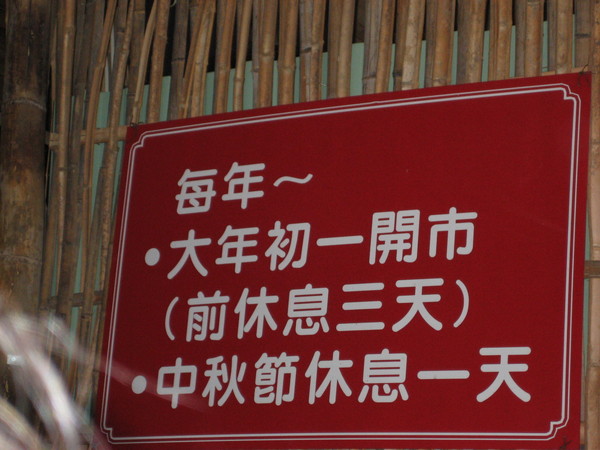 每年～
•大年初一開市
（前休息三天）
•中秋節休息一天